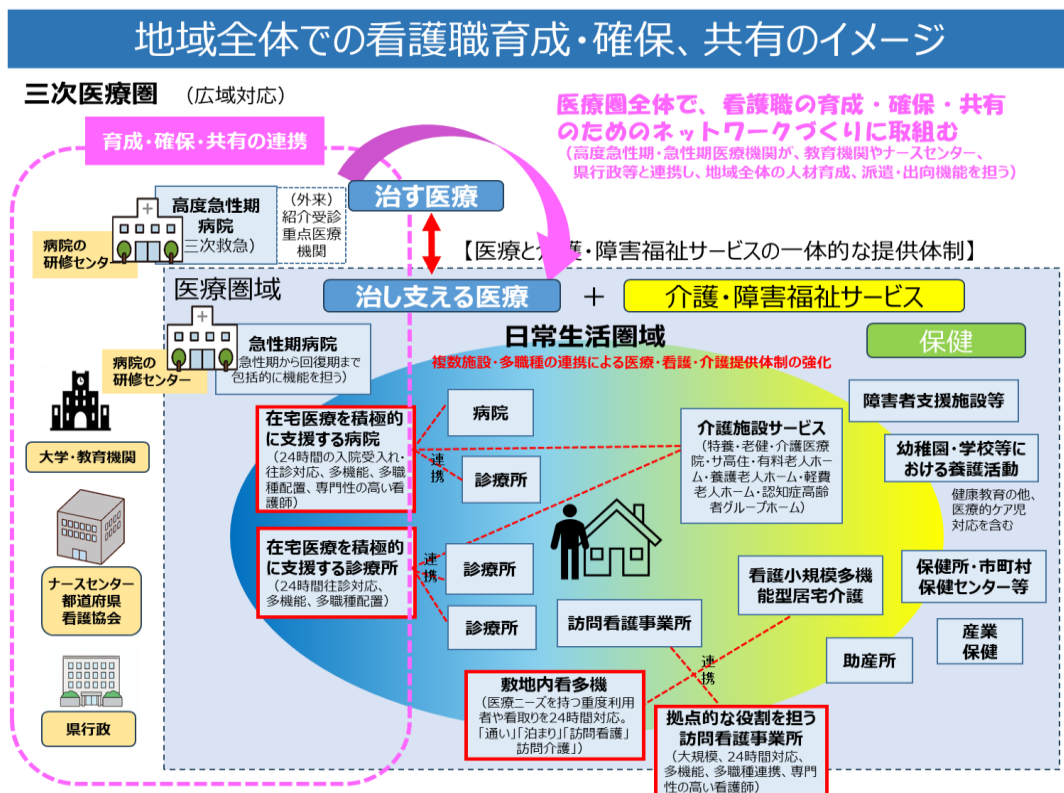 地域全体での看護職育成・確保、共有のイメージ
三次医療圏 （広域対応）
医療圏全体で、看護職の育成・確保・共有
のためのネットワークづくりに取組む
（高度急性期・急性期医療機関が、教育機関やナースセンター、
県行政等と連携し、地域全体の人材育成、派遣・出向機能を担う）
育成・確保・共有の連携
治す医療
高度急性期
病院
三次救急）
（外来）
紹介受診
重点医療
機関
病院の
研修センター
【医療と介護・障害福祉サービスの一体的な提供体制】
医療圏域
治し支える医療
＋
介護・障害福祉サービス
日常生活圏域
複数施設・多職種の連携による医療・看護・介護提供体制の強化
保健
急性期病院
急性期から回復期まで
包括的に機能を担う）
病院の
研修センター
大学・教育機関
ナースセンター
都道府県
看護協会
県行政
在宅医療を積極的
に支援する病院
（24時間の入院受入れ・
往診対応、多機能、多職
種配置、専門性の高い看
護師）
連携
病院
診療所
在宅医療を積極的
に支援する診療所
（24時間往診対応、
多機能、多職種配置）
連携
診療所
診療所
介護施設サービス
（特養・老健・介護医療
院・サ高住・有料老人ホー
ム・養護老人ホーム・軽費
老人ホーム・認知症高齢
者グループホーム）
障害者支援施設等
幼稚園・学校等に
おける養護活動
健康教育の他、
医療的ケア児
対応を含む
保健所・市町村
保健センター等
産業
保健
看護小規模多機
能型居宅介護
訪問看護事業所
助産所
連携
敷地内看多機
（医療ニーズを持つ重度利用
者や看取りを24時間対応。
「通い」「泊まり」「訪問看護」
訪問介護」）
拠点的な役割を担う
訪問看護事業所
（大規模、24時間対応、
多機能、多職種連携、専門
性の高い看護師）